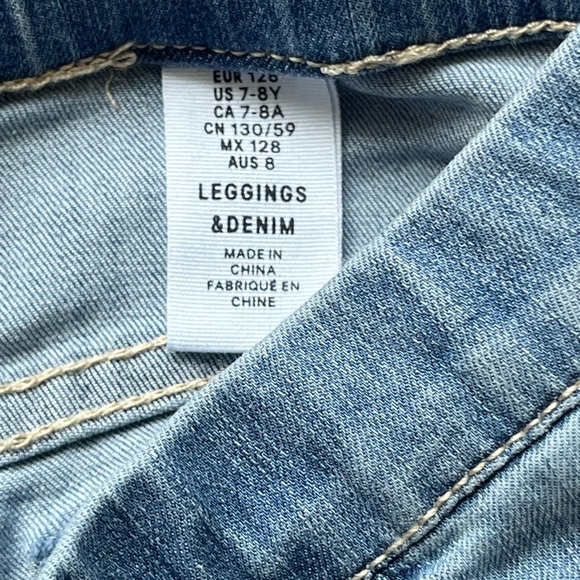 EUR 128
US 7-8Y
CA 7-8A
CN 130/59
MX 128
AUS 8
LEGGINGS
&DENIM
MADE IN
CHINA
FABRIQUÉ EN
CHINE